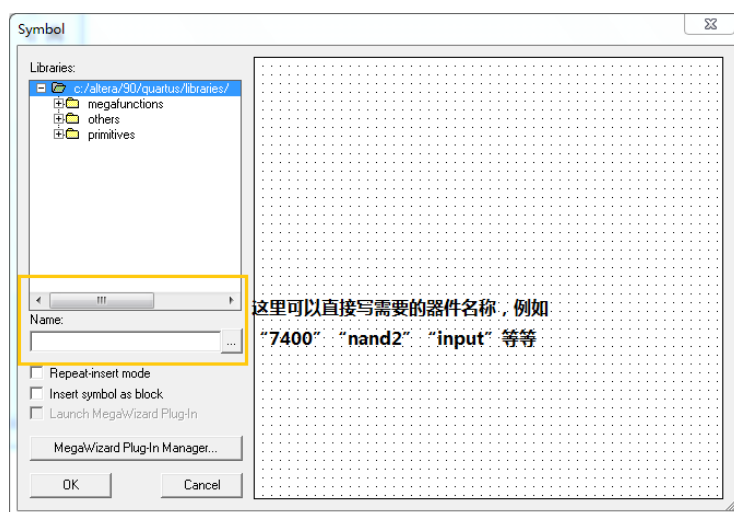 Symbol
Libraries:
c:/altera/90/quartus/libraries/
megafunctions
others
primitives
Name:
...
这里可以直接写需要的器件名称，例如
“7400” “nand2” “input” 等等
Repeat-insert mode
Insert symbol as block
Launch MegaWizard Plug-In
MegaWizard Plug-In Manager...
OK
Cancel